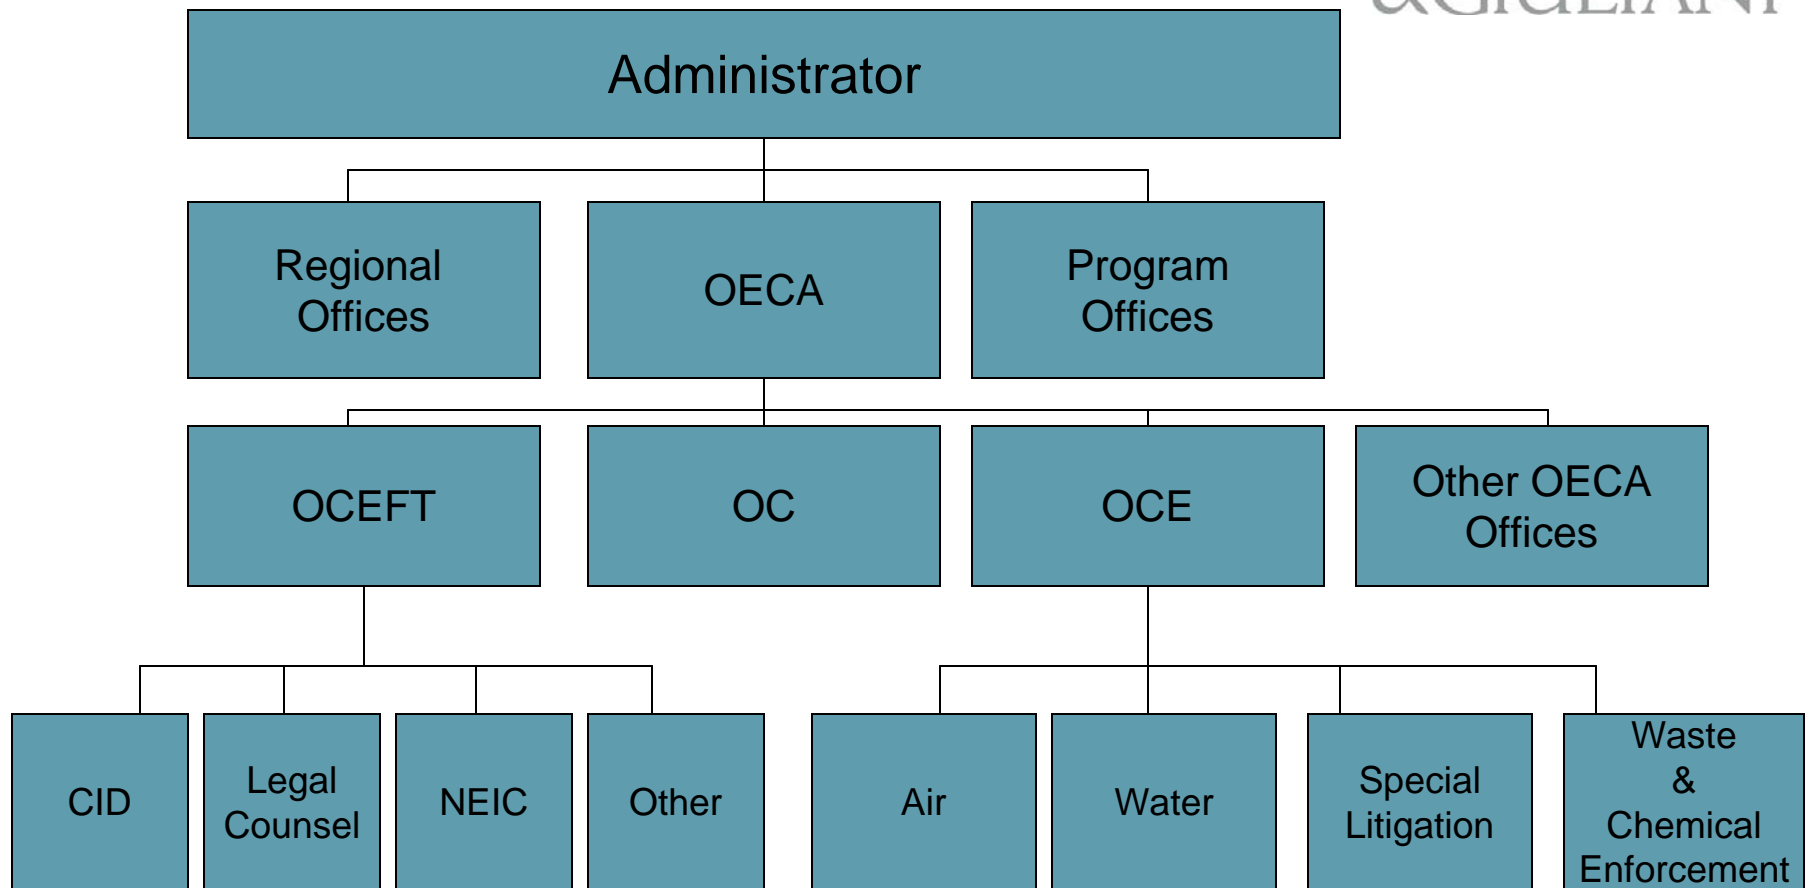 &GIULIANI
Administrator
Regional
Offices
OECA
Program
Offices
OCEFT
OC
OCE
Other OECA
Offices
CID
Legal
Counsel
NEIC
Other
Air
Water
Special
Litigation
Waste
&
Chemical
Enforcement